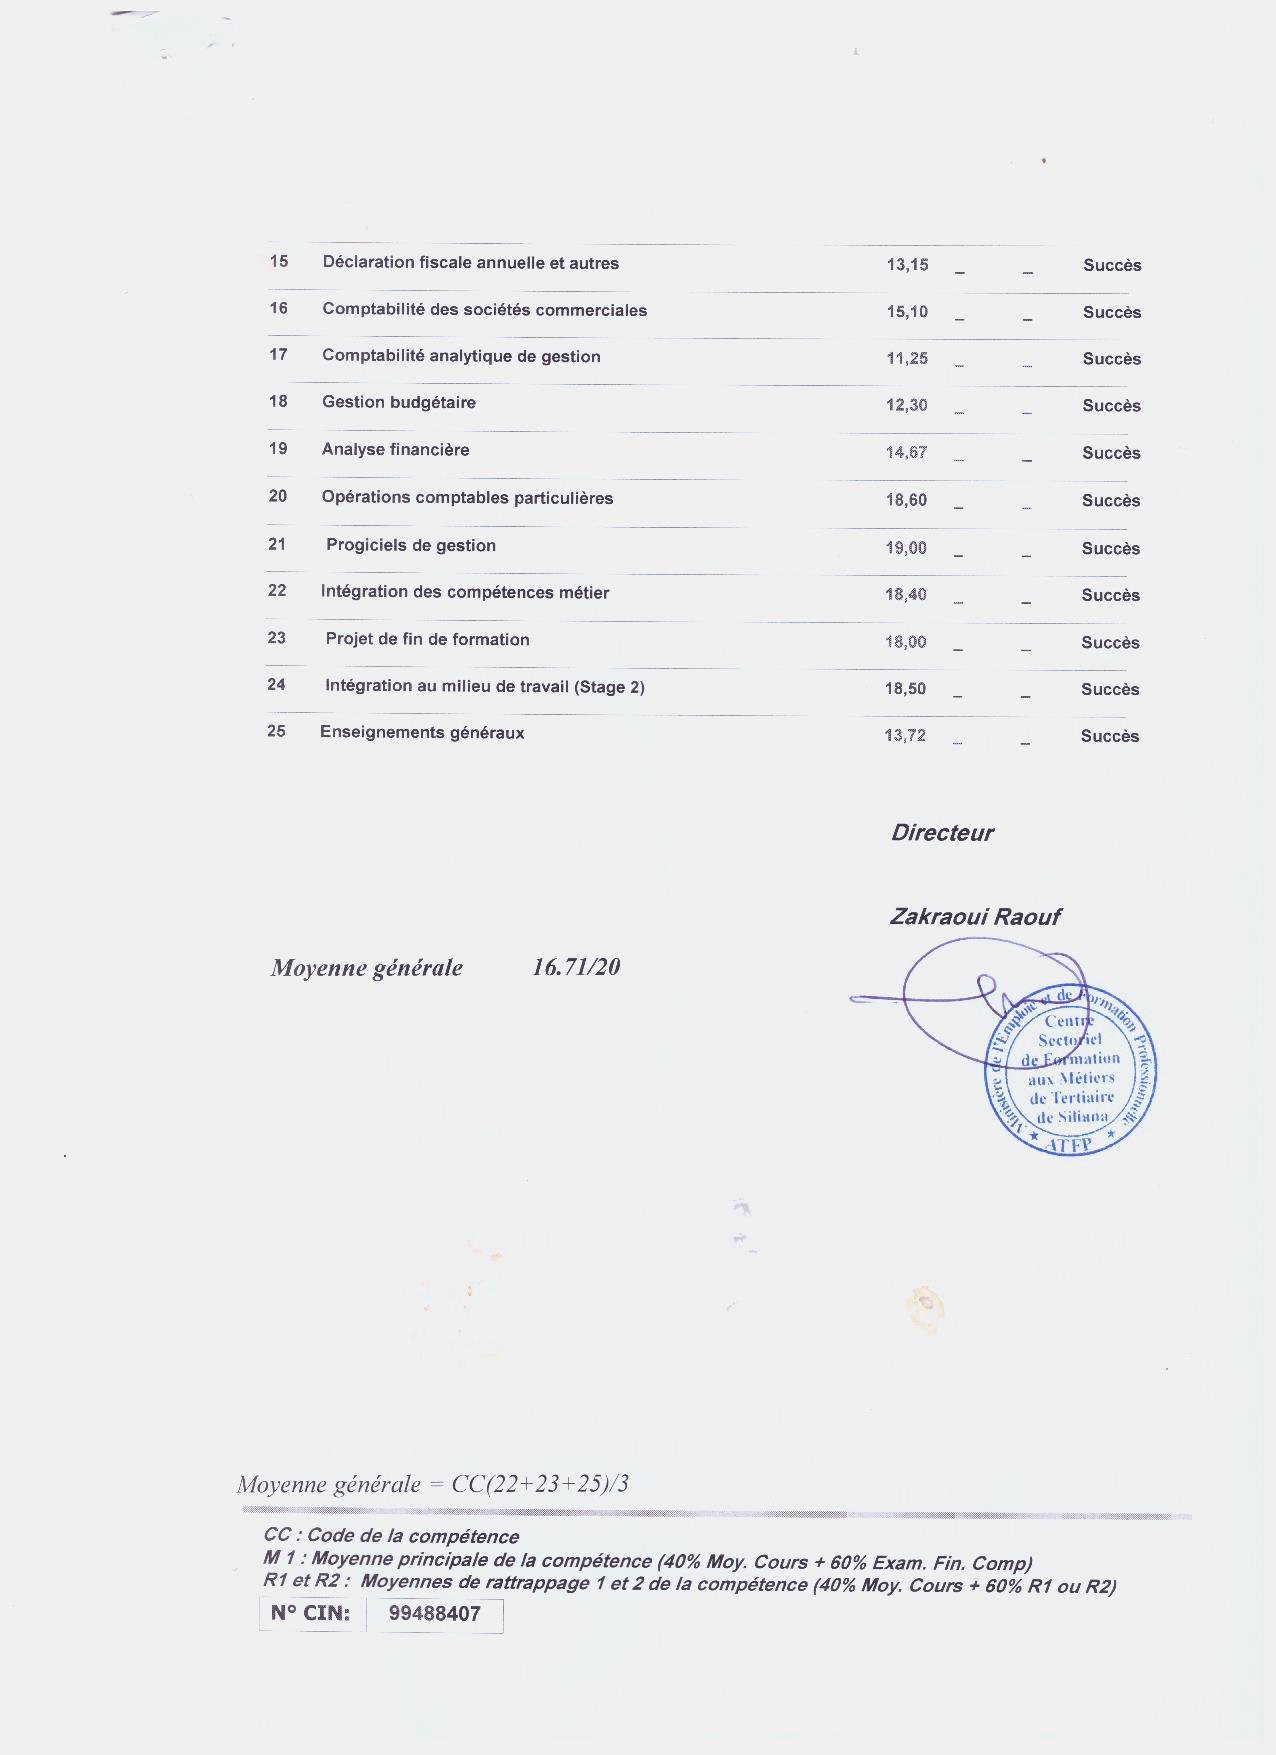 15 Déclaration fiscale annuelle et autres 13,15 _ _ Succès
16 Comptabilité des sociétés commerciales 15,10 _ _ Succès
17 Comptabilité analytique de gestion 11,25 _ _ Succès
18 Gestion budgétaire 12,30 _ _ Succès
19 Analyse financière 14,67 _ _ Succès
20 Opérations comptables particulières 18,60 _ _ Succès
21 Progiciels de gestion 19,00 _ _ Succès
22 Intégration des compétences métier 18,40 _ _ Succès
23 Projet de fin de formation 18,00 _ _ Succès
24 Intégration au milieu de travail (Stage 2) 18,50 _ _ Succès
25 Enseignements généraux 13,72 _ _ Succès
Directeur
Zakraoui Raouf
Moyenne générale 16.71/20
Ministère de l'Emploie et de Formation Professionnelle
Centre
Sectoriel
de Formation
aux Métiers
de Tertiaire
de Siliana
★ ATFP ★
Moyenne générale = CC(22+23+25)/3
CC : Code de la compétence
M 1 : Moyenne principale de la compétence (40% Moy. Cours + 60% Exam. Fin. Comp)
R1 et R2 : Moyennes de rattrappage 1 et 2 de la compétence (40% Moy. Cours + 60% R1 ou R2)
N° CIN: 99488407